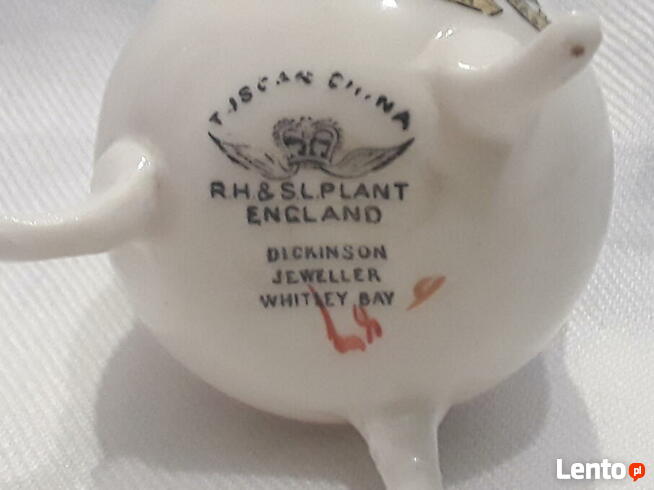 TUSCAN CHINA
R.H.& S.L.PLANT
ENGLAND
DICKINSON
JEWELLER
WHITLEY BAY
Lento pl